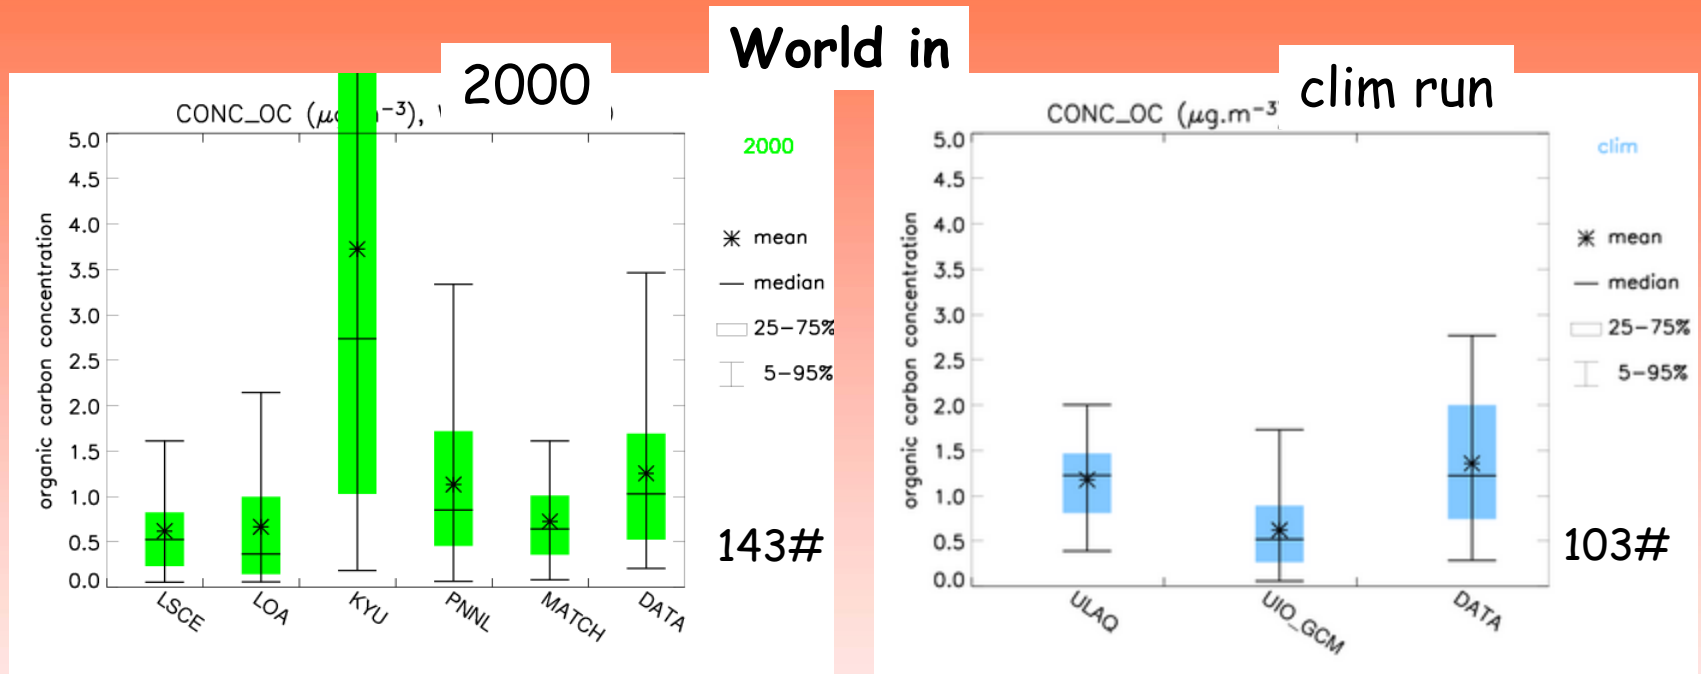 World in
2000
CONC_OC (μg m⁻³),
5.0
4.5
4.0
3.5
3.0
2.5
2.0
1.5
1.0
0.5
0.0
organic carbon concentration
LSCE
LOA
KYU
PNNL
MATCH
DATA
2000
mean
median
25-75%
5-95%
143#
clim run
CONC_OC (μg.m⁻³
5.0
4.5
4.0
3.5
3.0
2.5
2.0
1.5
1.0
0.5
0.0
organic carbon concentration
ULAQ
UIO_GCM
DATA
clim
mean
median
25-75%
5-95%
103#